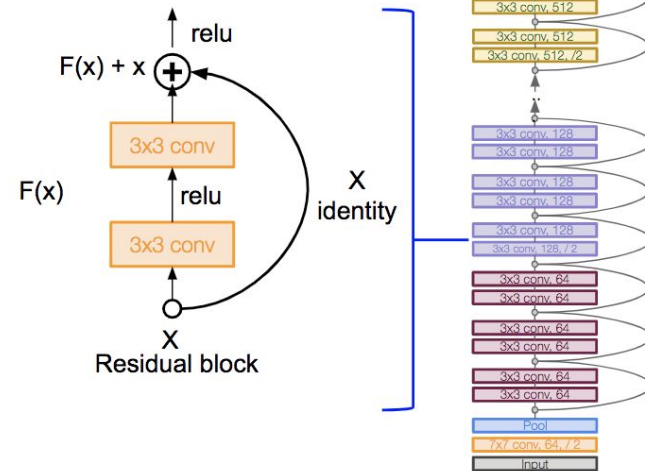 relu
F(x) + x
3x3 conv
F(x)
relu
X
identity
3x3 conv
X
Residual block
3x3 conv, 512
3x3 conv, 512
3x3 conv, 512, /2
..
3x3 conv, 128
3x3 conv, 128
3x3 conv, 128
3x3 conv, 128
3x3 conv, 128
3x3 conv, 128, / 2
3x3 conv, 64
3x3 conv, 64
3x3 conv, 64
3x3 conv, 64
3x3 conv, 64
3x3 conv, 64
Pool
7x7 conv, 64, / 2
Input